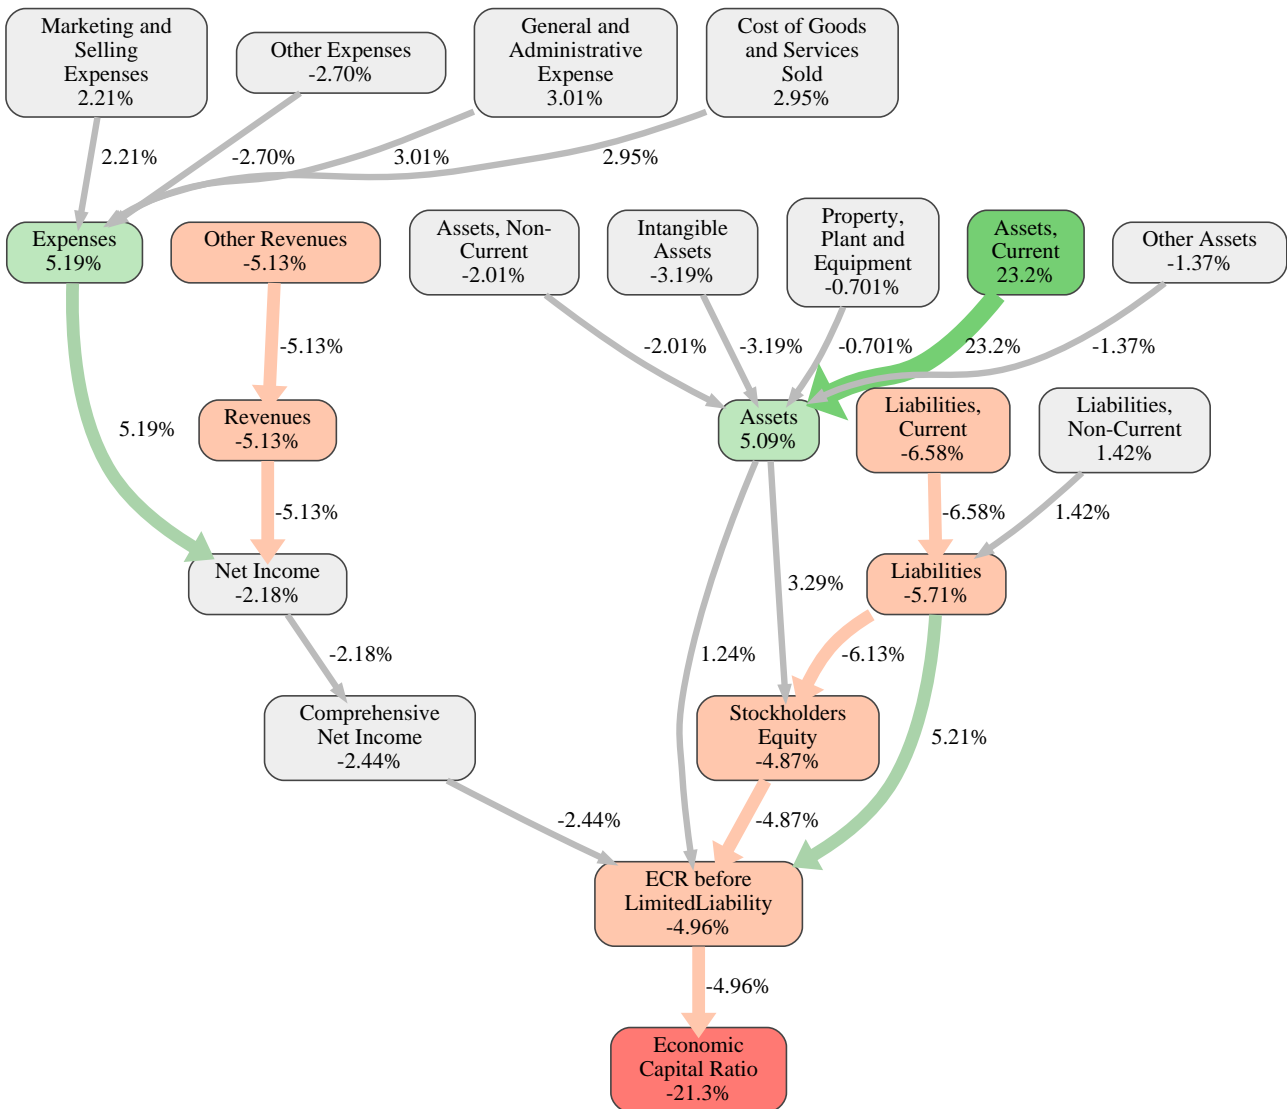 Marketing and
Selling
Expenses
2.21%
Other Expenses
-2.70%
General and
Administrative
Expense
3.01%
Cost of Goods
and Services
Sold
2.95%
2.21%
-2.70%
3.01%
2.95%
Expenses
5.19%
Other Revenues
-5.13%
Assets, Non-
Current
-2.01%
Intangible
Assets
-3.19%
Property,
Plant and
Equipment
-0.701%
Assets,
Current
23.2%
Other Assets
-1.37%
-5.13%
-2.01%
-3.19%
-0.701%
23.2%
-1.37%
5.19%
Revenues
-5.13%
Assets
5.09%
Liabilities,
Current
-6.58%
Liabilities,
Non-Current
1.42%
-5.13%
-6.58%
1.42%
Net Income
-2.18%
3.29%
Liabilities
-5.71%
-2.18%
1.24%
-6.13%
Comprehensive
Net Income
-2.44%
Stockholders
Equity
-4.87%
5.21%
-2.44%
-4.87%
ECR before
LimitedLiability
-4.96%
-4.96%
Economic
Capital Ratio
-21.3%